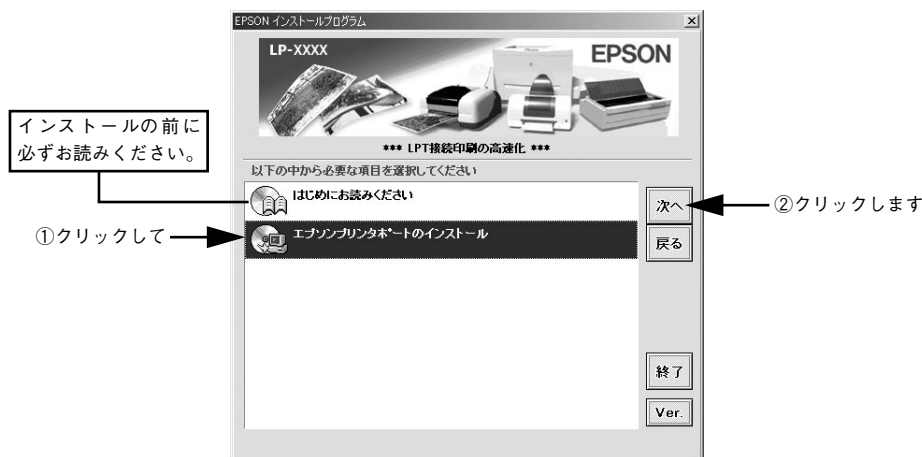 EPSON インストールプログラム
LP-XXXX
EPSON
*** LPT接続印刷の高速化 ***
インストールの前に
必ずお読みください。
以下の中から必要な項目を選択してください
はじめにお読みください
次へ
②クリックします
①クリックして
エプソンプリンタポートのインストール
戻る
終了
Ver.